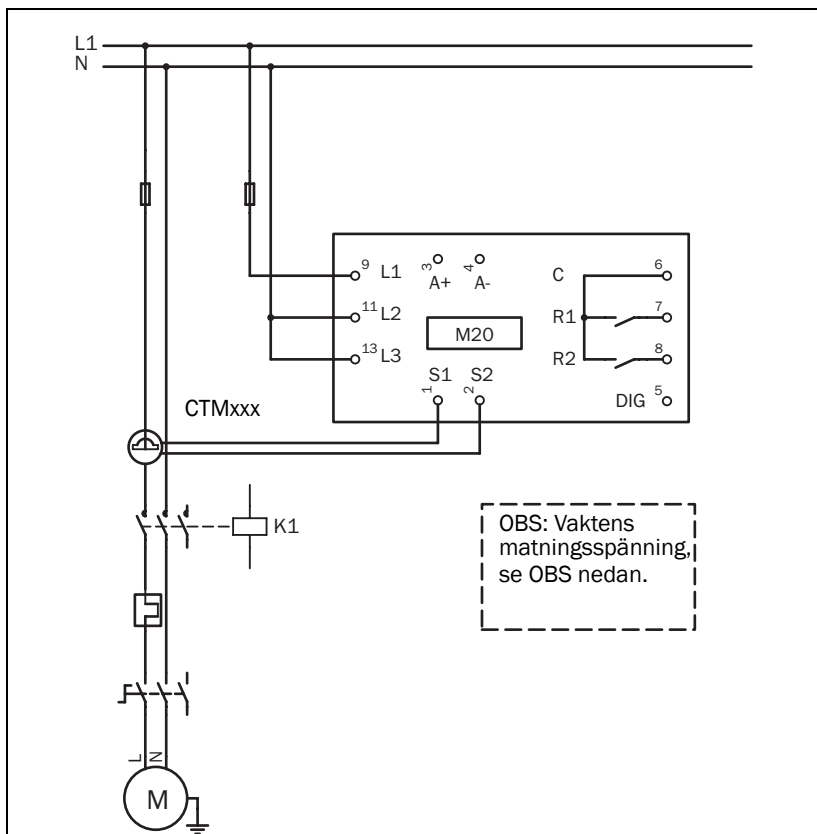 L1
N
9 L1
3 A+
4 A-
C 6
11 L2
M20
R1 7
13 L3
R2 8
S1 S2
1 2
DIG 5
CTMxxx
K1
OBS: Vaktens
matningsspänning,
se OBS nedan.
L N
M